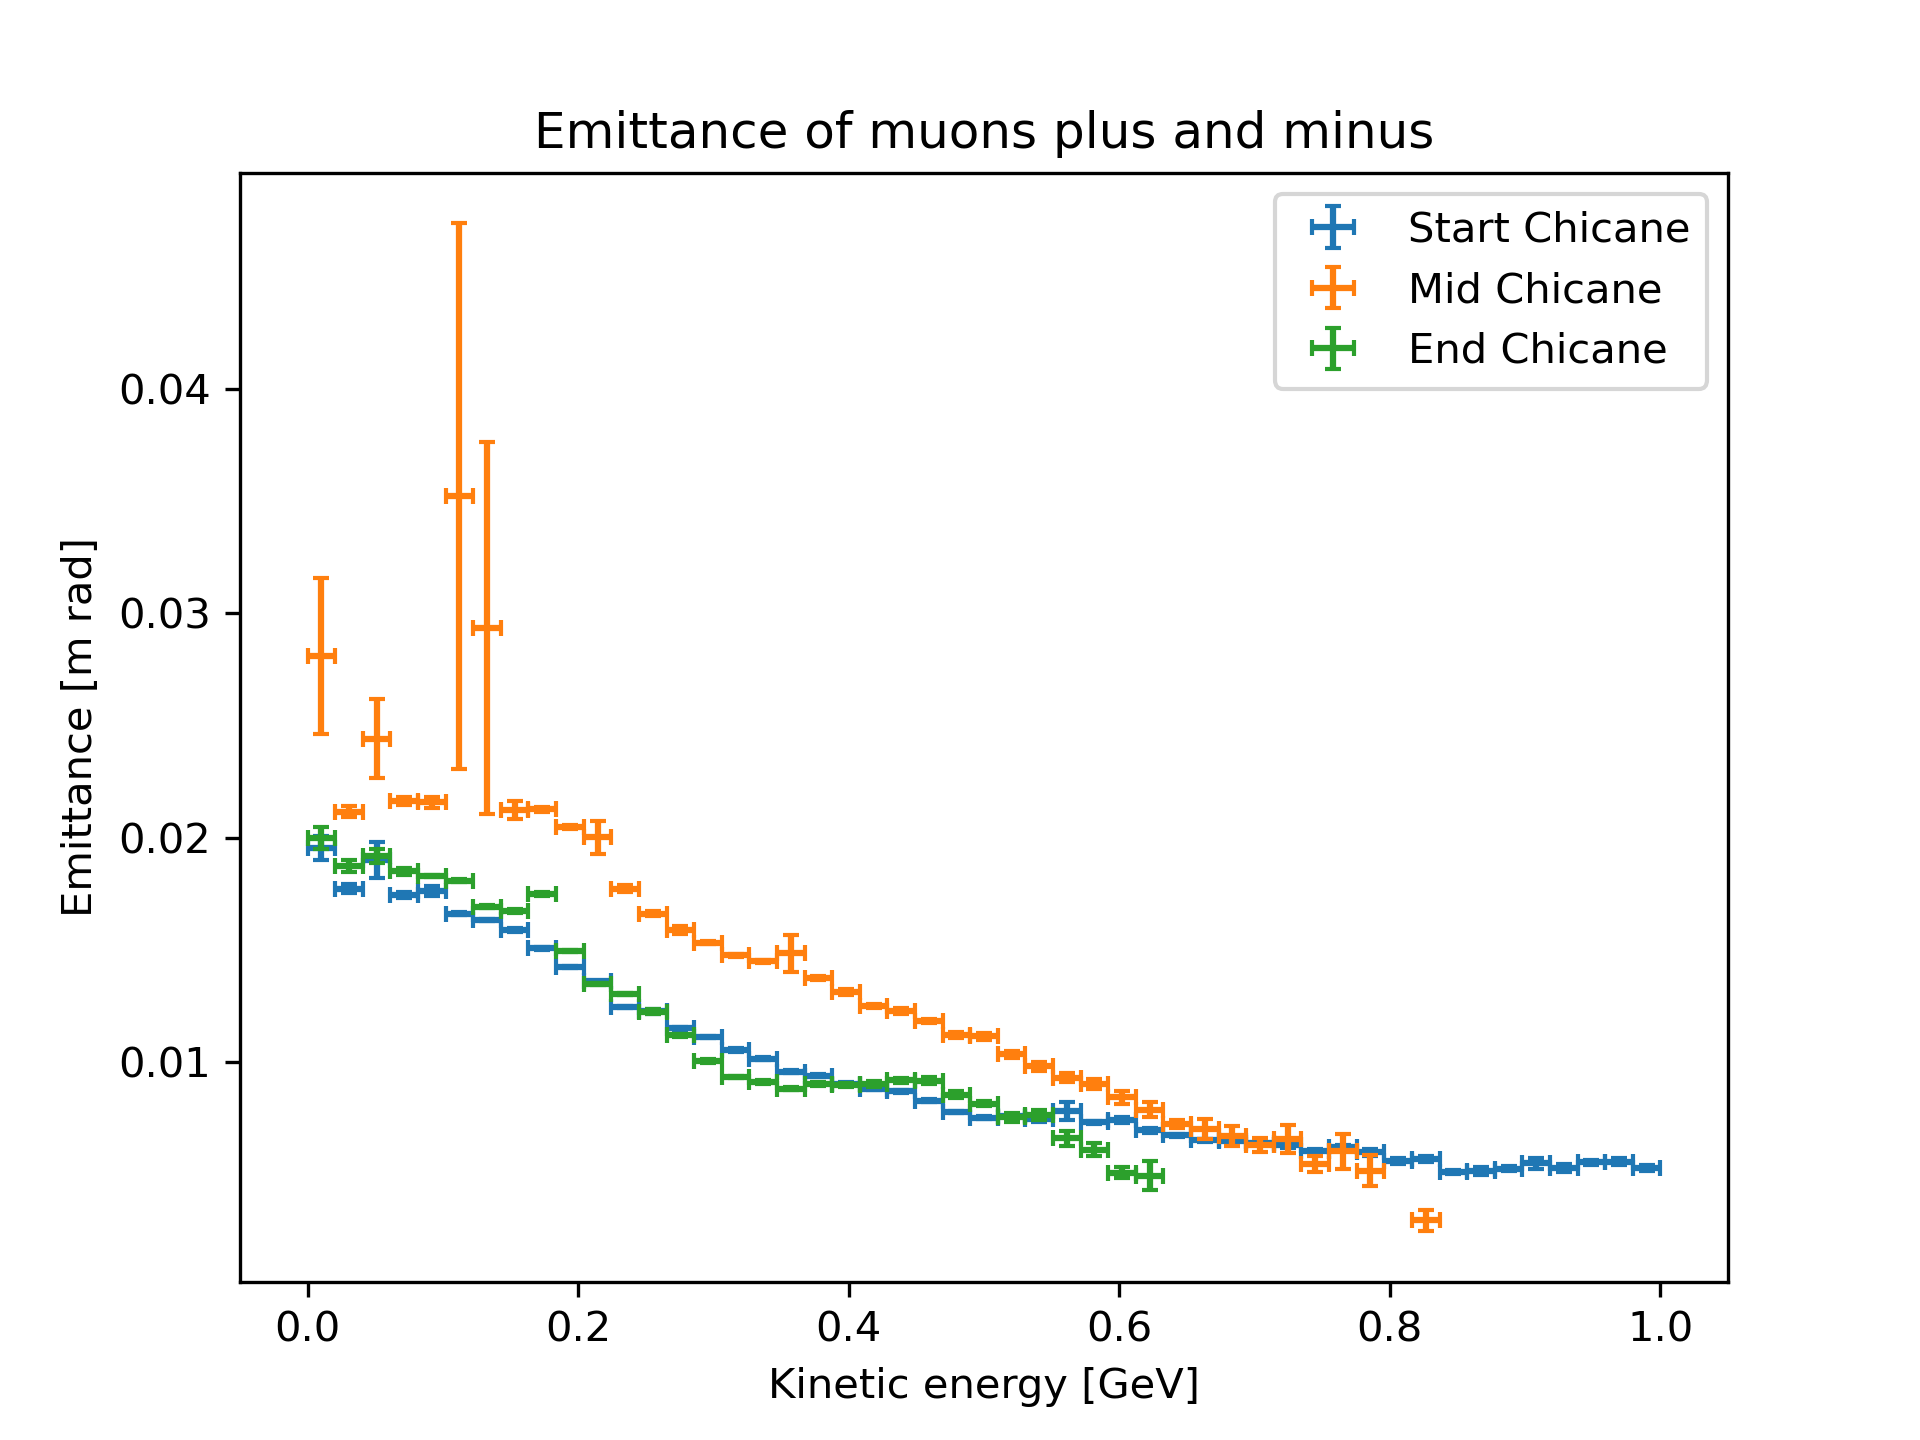 Emittance of muons plus and minus
Start Chicane
Mid Chicane
End Chicane
0.04
0.03
0.02
0.01
Emittance [m rad]
0.0 0.2 0.4 0.6 0.8 1.0
Kinetic energy [GeV]